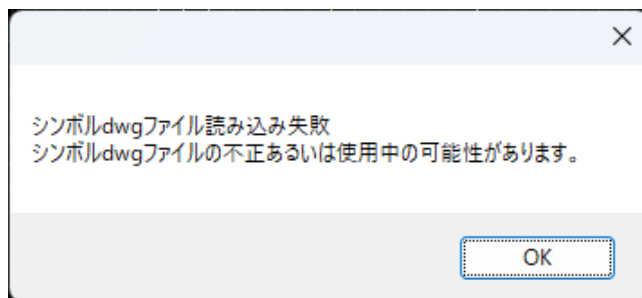 シンボルdwgファイル読み込み失敗
シンボルdwgファイルの不正あるいは使用中の可能性があります。
OK